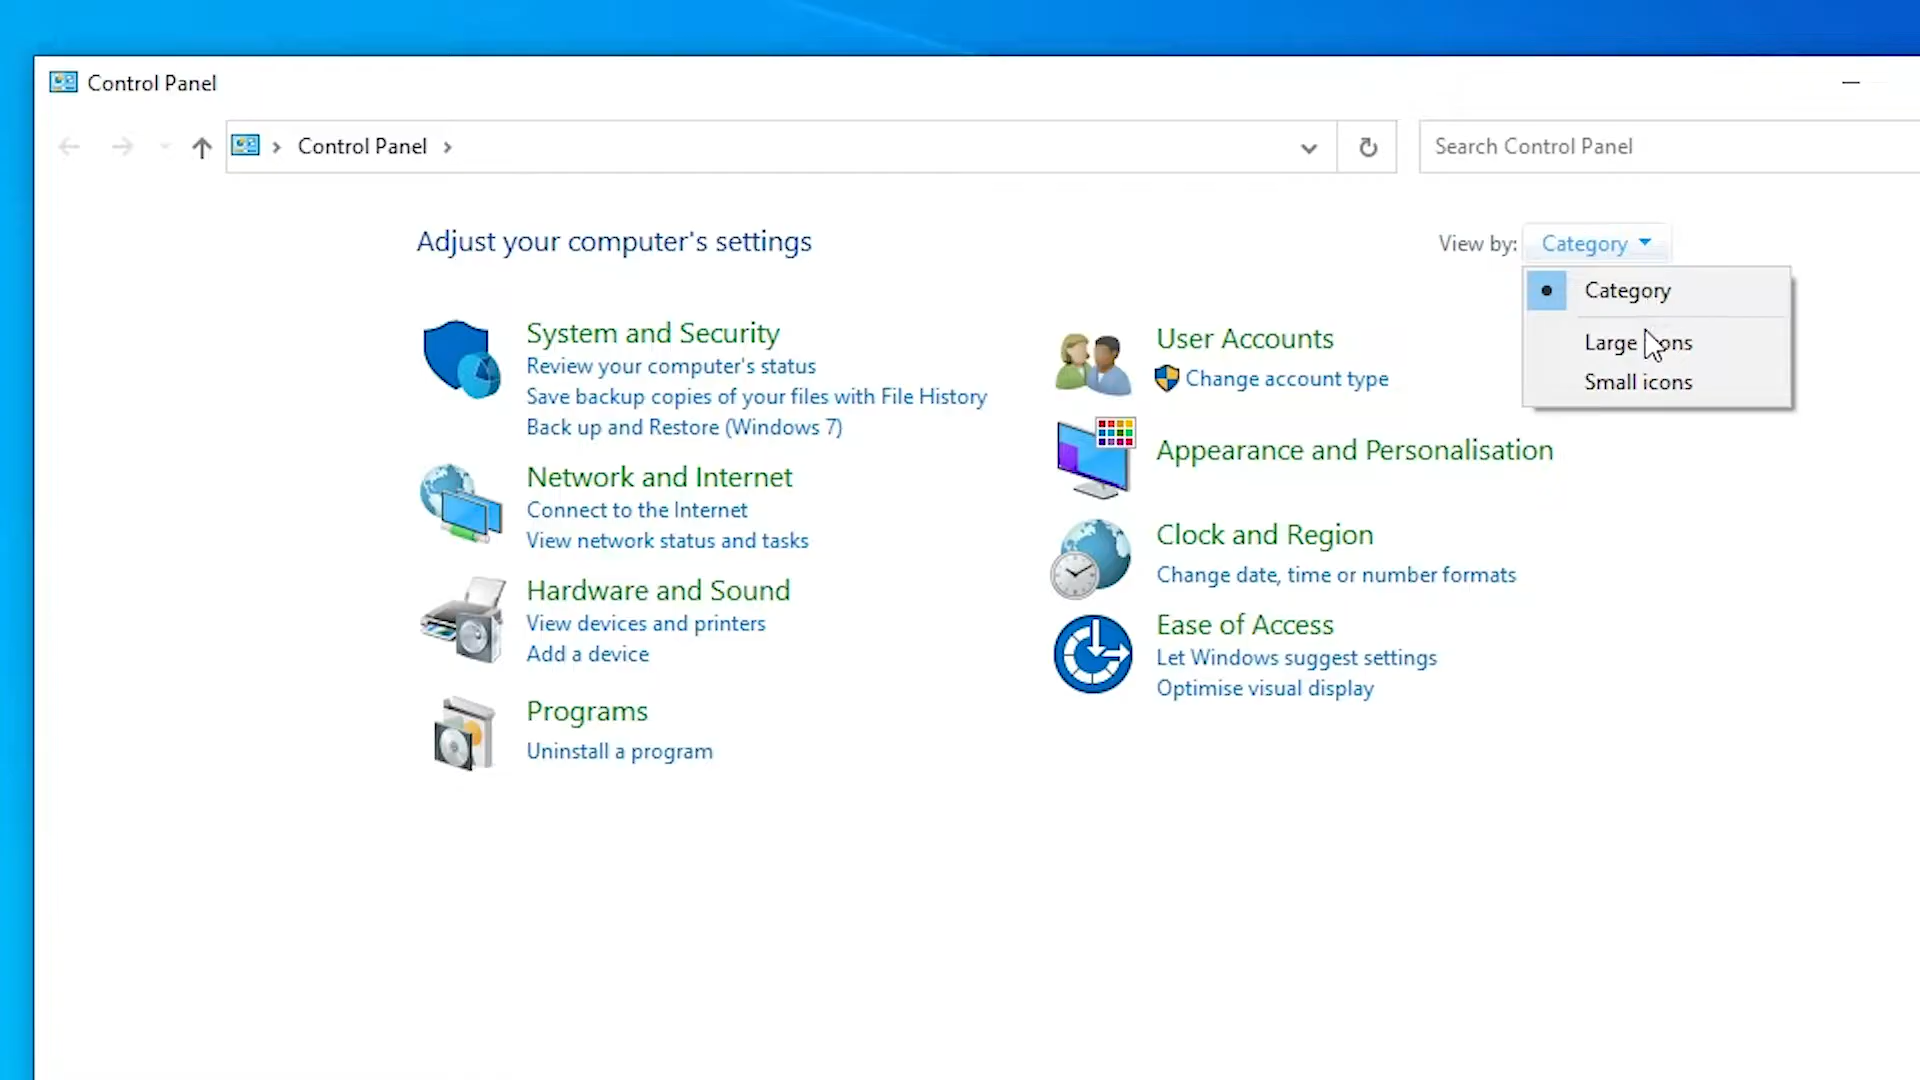 Control Panel
Control Panel
Search Control Panel
Adjust your computer's settings
View by: Category
Category
Large icons
Small icons
System and Security
Review your computer's status
Save backup copies of your files with File History
Back up and Restore (Windows 7)
Network and Internet
Connect to the Internet
View network status and tasks
Hardware and Sound
View devices and printers
Add a device
Programs
Uninstall a program
User Accounts
Change account type
Appearance and Personalisation
Clock and Region
Change date, time or number formats
Ease of Access
Let Windows suggest settings
Optimise visual display